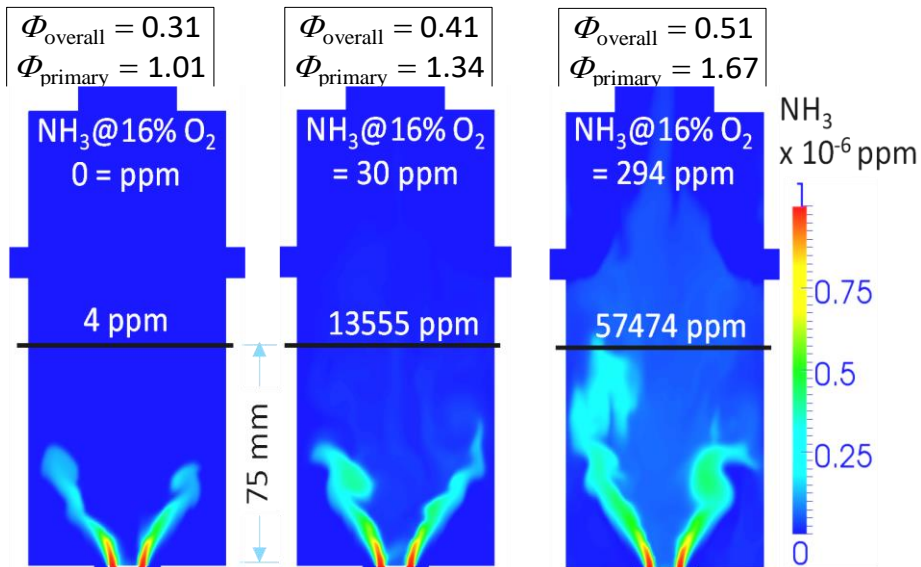 Φoverall = 0.31
Φprimary = 1.01
Φoverall = 0.41
Φprimary = 1.34
Φoverall = 0.51
Φprimary = 1.67
NH3@16% O2
0 = ppm
NH3@16% O2
= 30 ppm
NH3@16% O2
= 294 ppm
NH3
x 10-6 ppm
1
0.75
0.5
0.25
0
4 ppm
13555 ppm
57474 ppm
75 mm